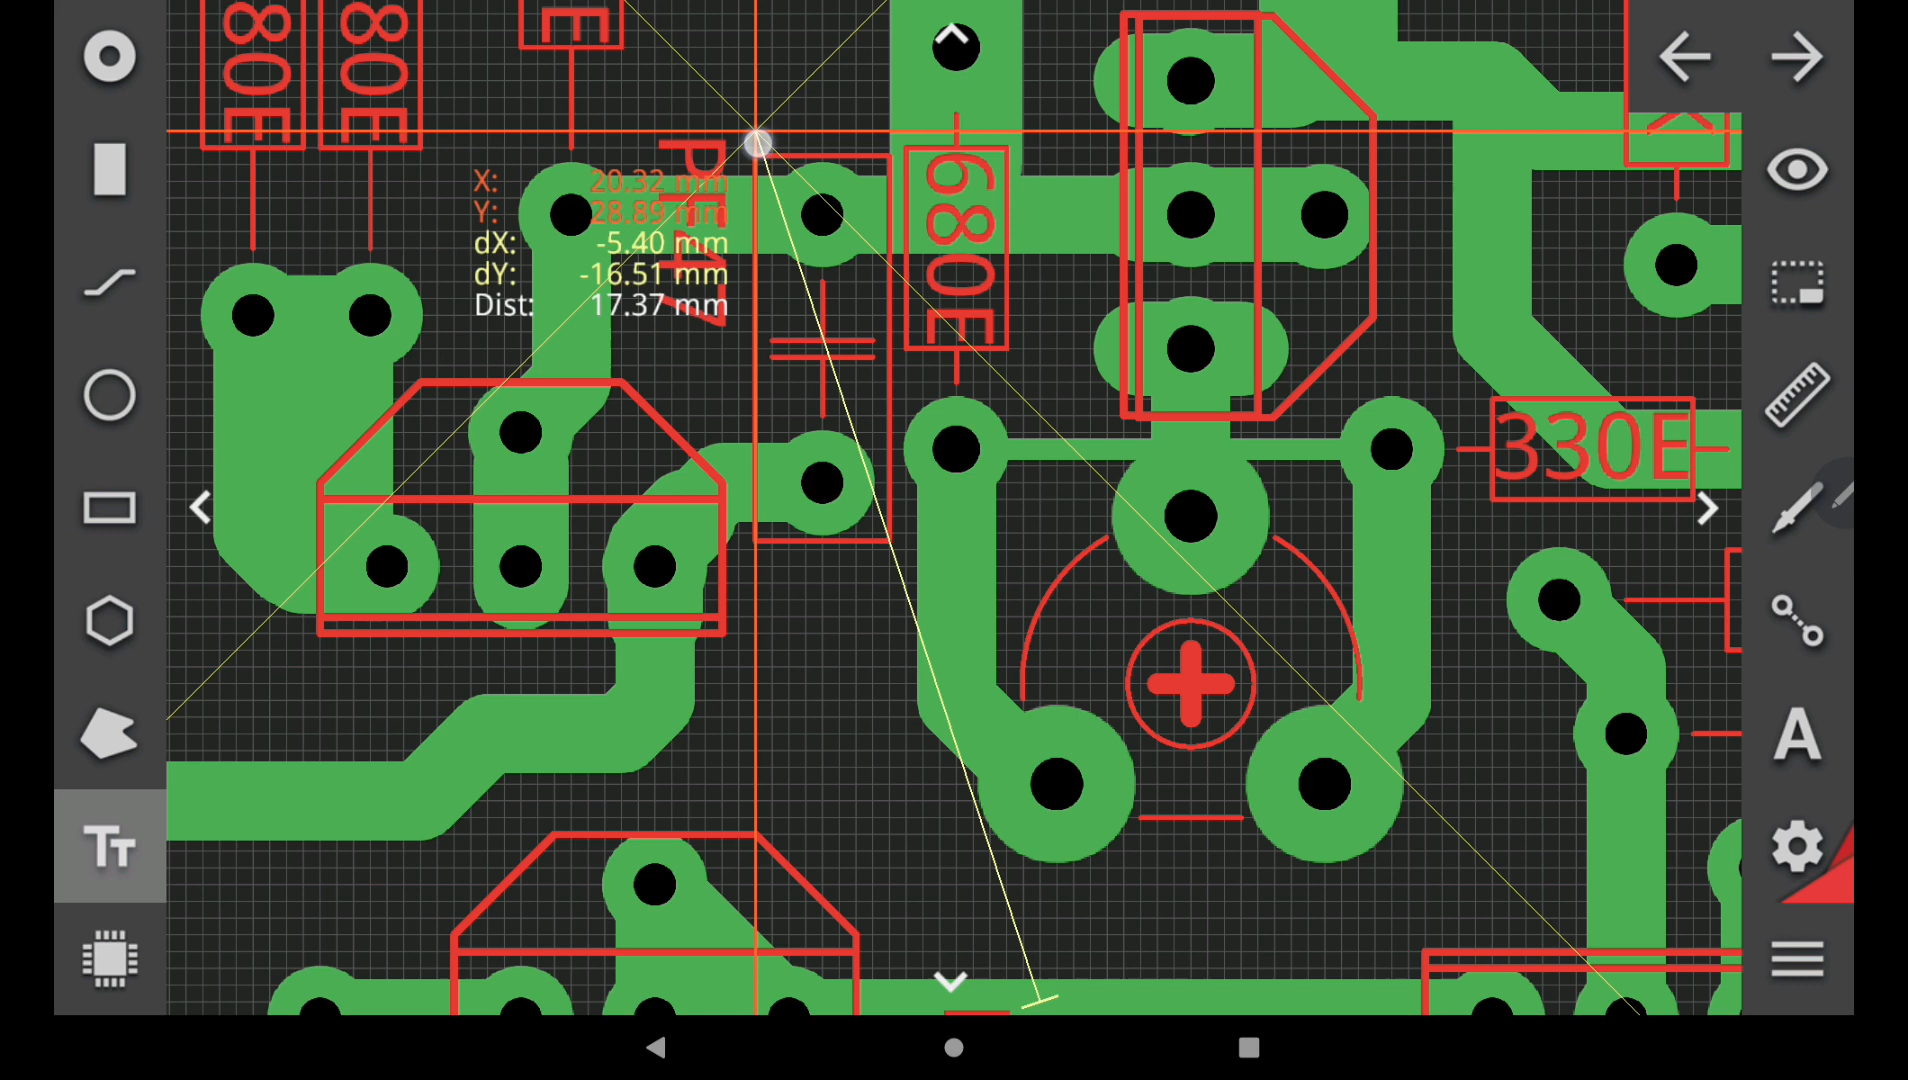 80E
80E
E
X: 20.32 mm
Y: 28.89 mm
dX: -5.40 mm
dY: -16.51 mm
Dist: 17.37 mm
680E
330E
A
TT